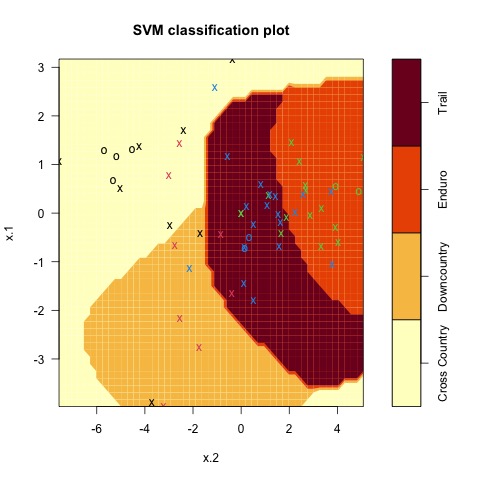 SVM classification plot
3
2
1
0
-1
-2
-3
x.1
-6
-4
-2
0
2
4
x.2
Trail
Enduro
Downcountry
Cross Country